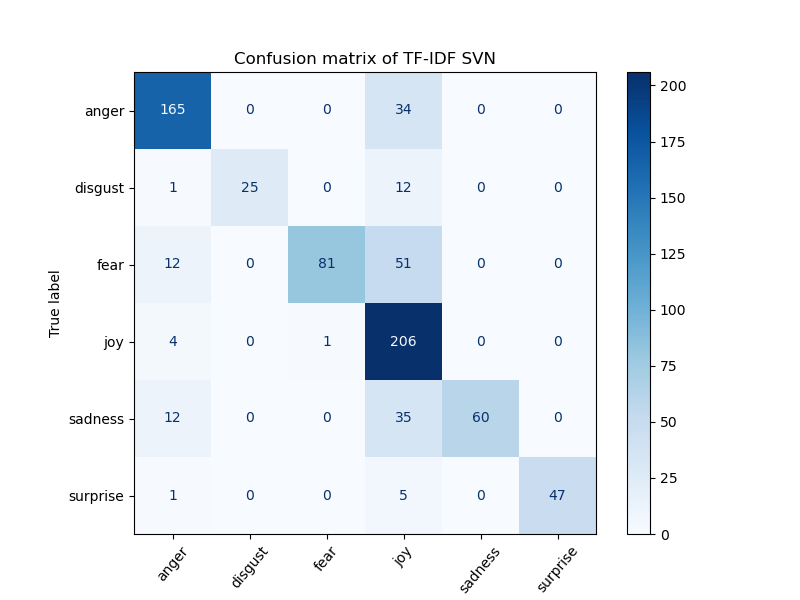 Confusion matrix of TF-IDF SVN
True label
anger 165 0 0 34 0 0
disgust 1 25 0 12 0 0
fear 12 0 81 51 0 0
joy 4 0 1 206 0 0
sadness 12 0 0 35 60 0
surprise 1 0 0 5 0 47
anger disgust fear joy sadness surprise
200
175
150
125
100
75
50
25
0